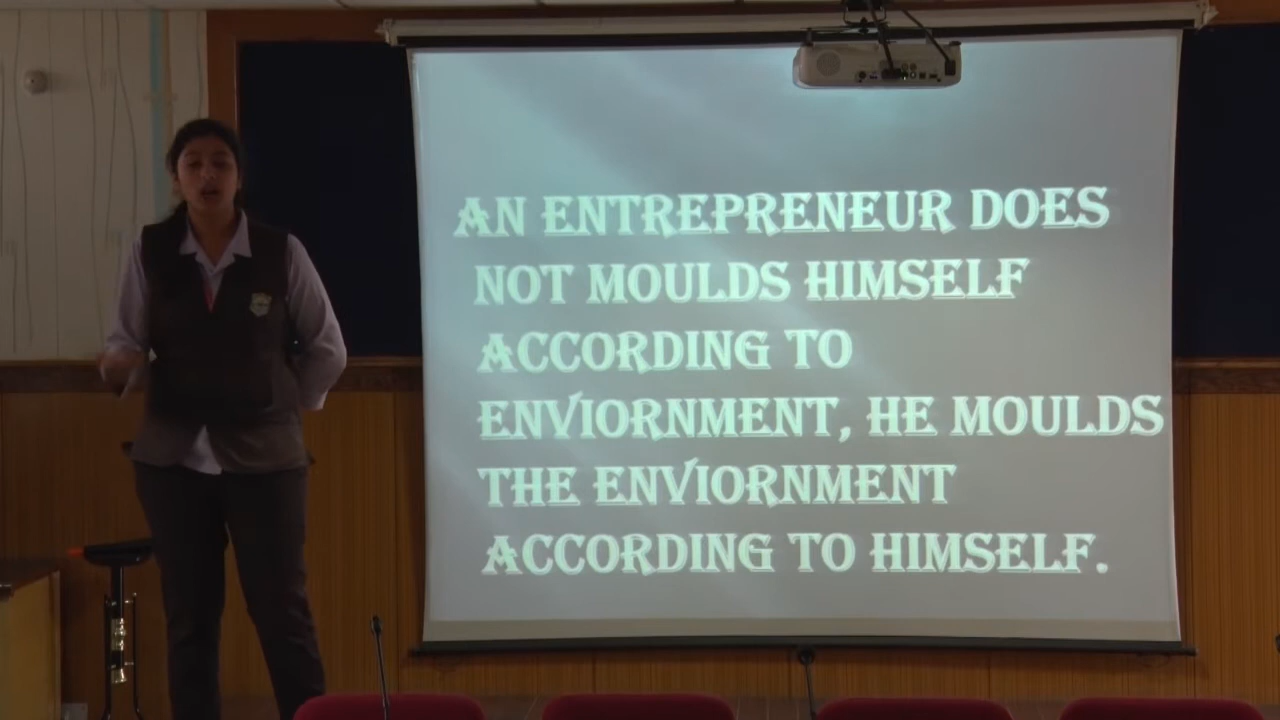 AN ENTREPRENEUR DOES
NOT MOULDS HIMSELF
ACCORDING TO
ENVIORNMENT, HE MOULDS
THE ENVIORNMENT
ACCORDING TO HIMSELF.